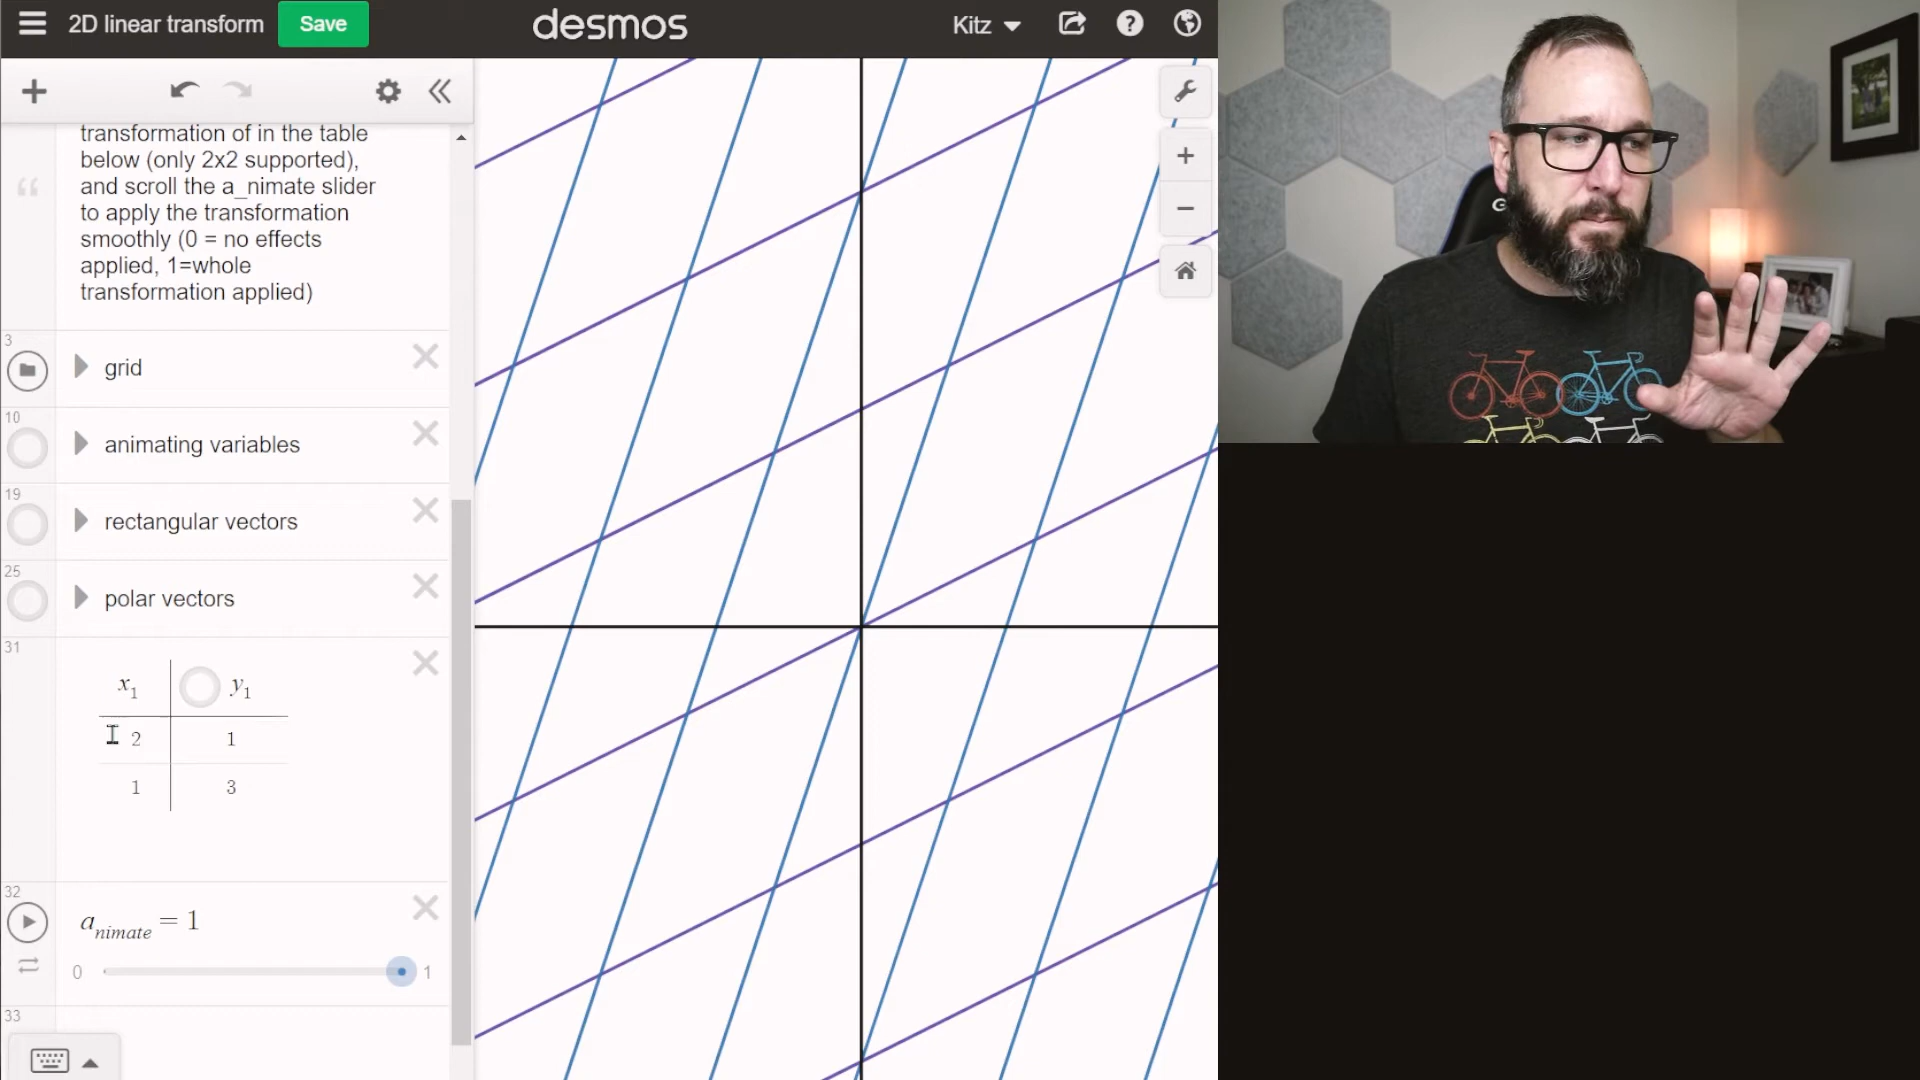 2D linear transform
Save
desmos
Kitz
transformation of in the table
below (only 2x2 supported),
and scroll the a_nimate slider
to apply the transformation
smoothly (0 = no effects
applied, 1=whole
transformation applied)
3
grid
10
animating variables
19
rectangular vectors
25
polar vectors
31
x₁ y₁
2 1
1 3
32
a_nimate = 1
0 1
33